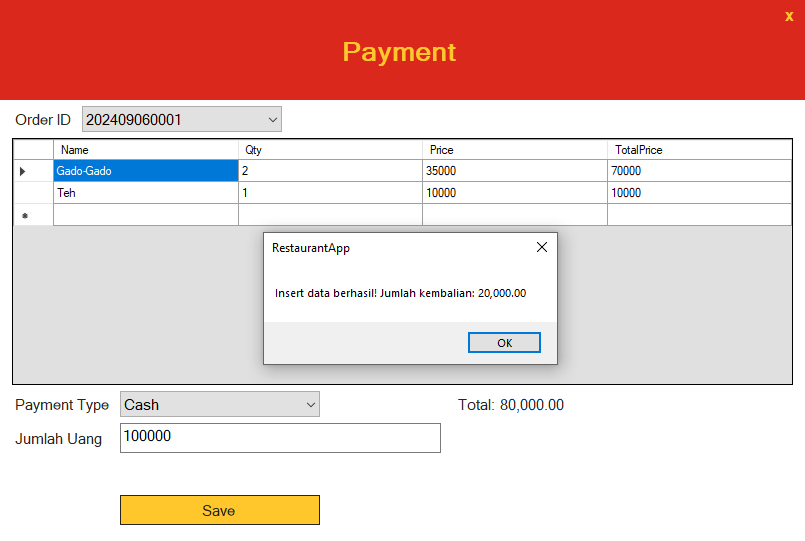 x
Payment
Order ID 202409060001
Name Qty Price TotalPrice
Gado-Gado 2 35000 70000
Teh 1 10000 10000
RestaurantApp
Insert data berhasil! Jumlah kembalian: 20,000.00
OK
Payment Type Cash Total: 80,000.00
Jumlah Uang 100000
Save